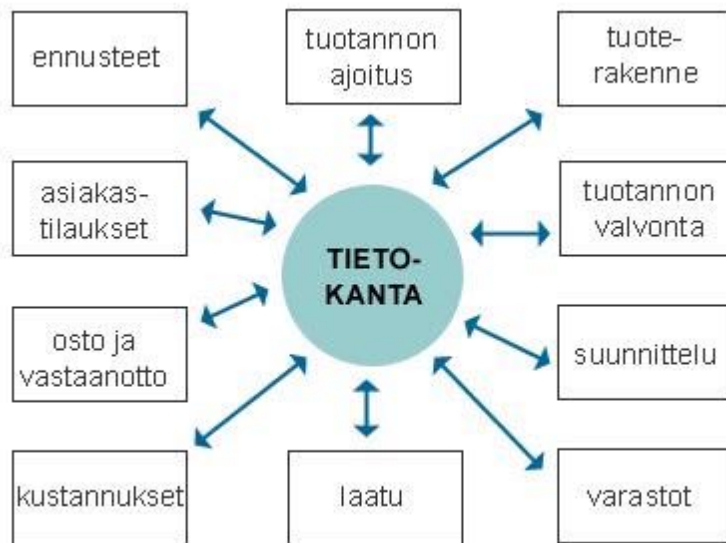 ennusteet
tuotannon
ajoitus
tuote-
rakenne
asiakas-
tilaukset
TIETO-
KANTA
tuotannon
valvonta
osto ja
vastaanotto
suunnittelu
kustannukset
laatu
varastot